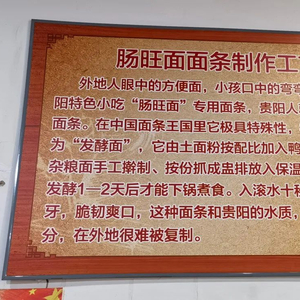 肠旺面面条制作工
外地人眼中的方便面，小孩口中的弯弯
阳特色小吃“肠旺面”专用面条，贵阳人
面条。在中国面条王国里它极具特殊性，
为“发酵面”，它由土面粉按配比加入鸭
杂粮面手工擀制、按份抓成盅排放入保温
发酵1—2天后才能下锅煮食。入滚水十
牙，脆韧爽口，这种面条和贵阳的水质，
分，在外地很难被复制。